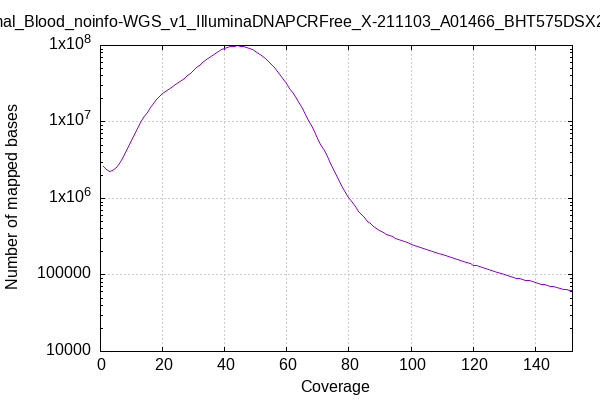 nal_Blood_noinfo-WGS_v1_IlluminaDNAPCRFree_X-211103_A01466_BHT575DSX2
1x10^8
1x10^7
1x10^6
100000
10000
Number of mapped bases
0 20 40 60 80 100 120 140
Coverage